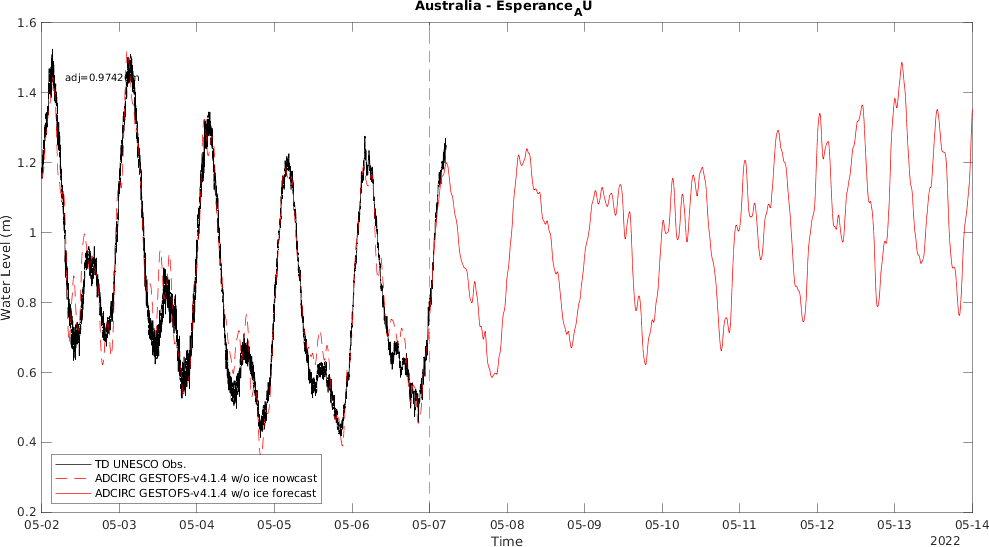 Australia - Esperance_AU
adj=0.97426m
Water Level (m)
1.6
1.4
1.2
1
0.8
0.6
0.4
0.2
TD UNESCO Obs.
ADCIRC GESTOFS-v4.1.4 w/o ice nowcast
ADCIRC GESTOFS-v4.1.4 w/o ice forecast
05-02 05-03 05-04 05-05 05-06 05-07 05-08 05-09 05-10 05-11 05-12 05-13 05-14
Time
2022